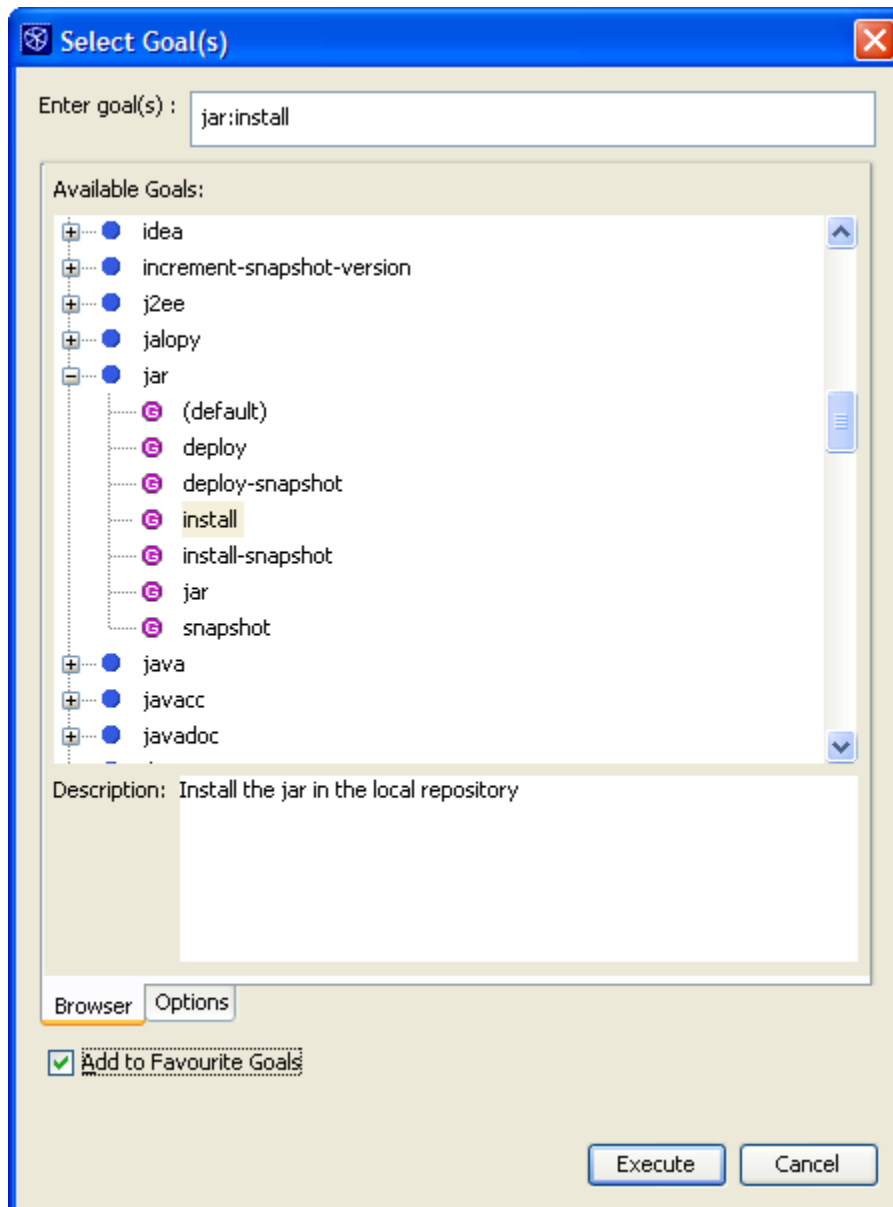 Select Goal(s)
Enter goal(s) : jar:install
Available Goals:
idea
increment-snapshot-version
j2ee
jalopy
jar
(default)
deploy
deploy-snapshot
install
install-snapshot
jar
snapshot
java
javacc
javadoc
Description: Install the jar in the local repository
Browser Options
Add to Favourite Goals
Execute Cancel